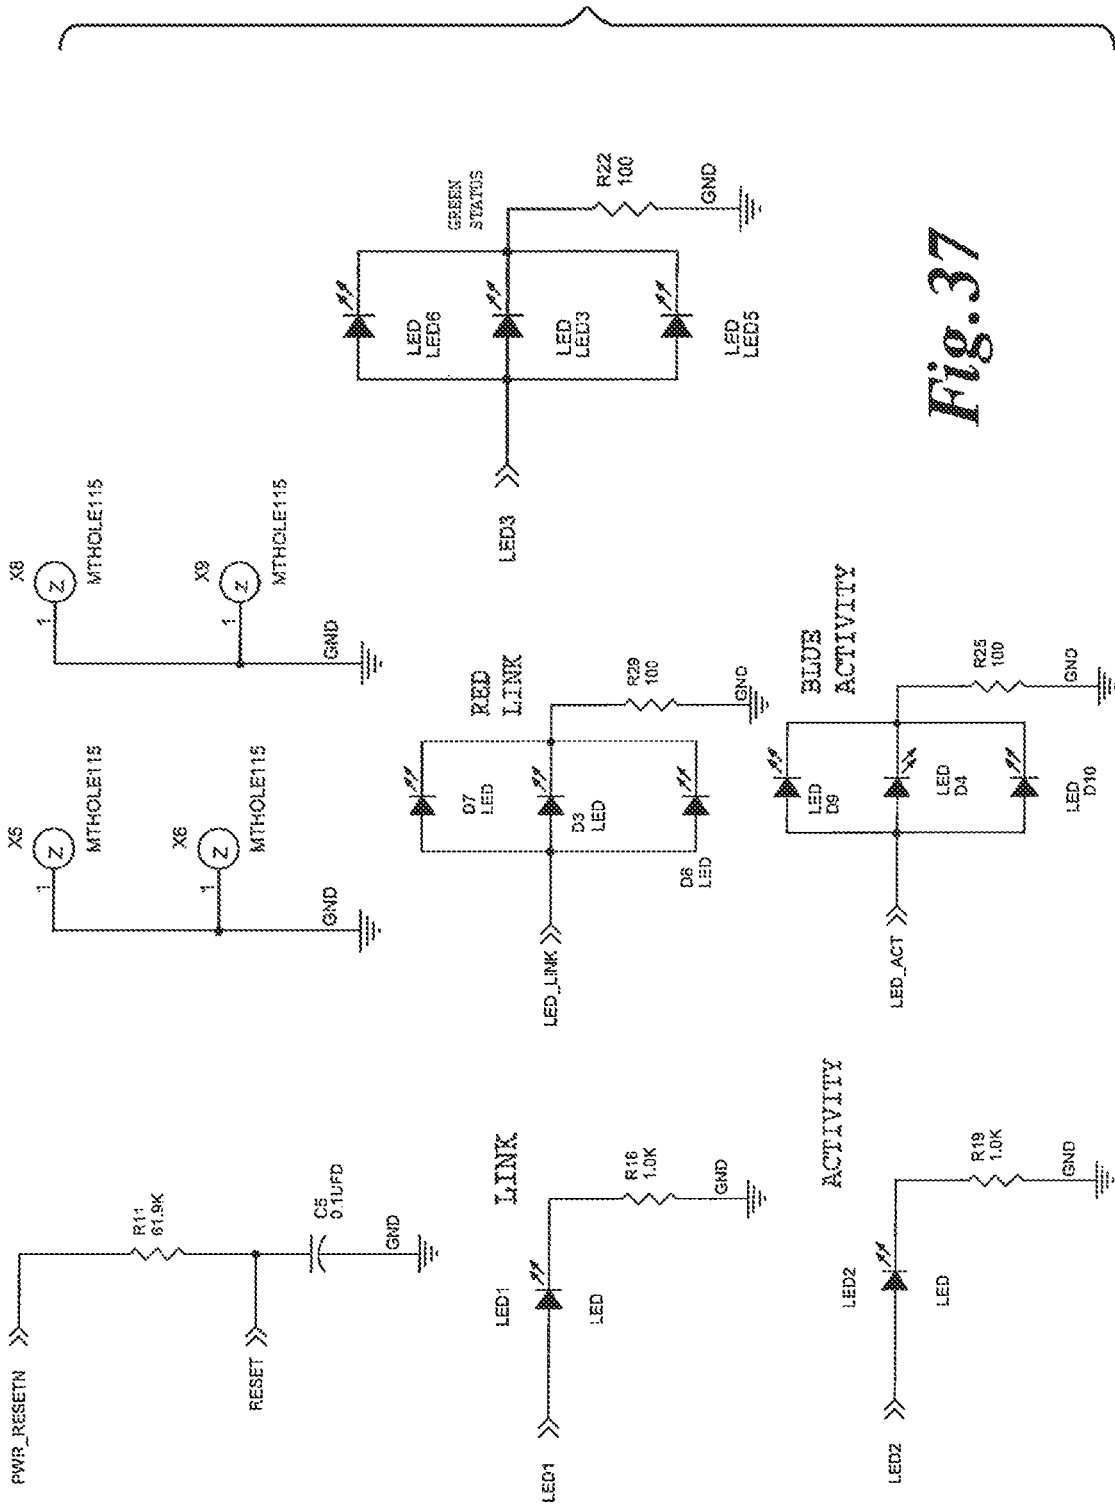 PWR_RESETN
R11
61.9K
RESET
C5
0.1UFD
GND
X5
1
Z
MTHOLE115
X6
1
Z
MTHOLE115
GND
X8
1
Z
MTHOLE115
X9
1
Z
MTHOLE115
GND
LED1
LED1
LED
LINK
R16
1.0K
GND
LED_LINK
D7
LED
D3
LED
D6
LED
RED
LINK
R29
100
GND
LED3
LED
LED6
LED
LED3
LED
LED5
GREEN
STATUS
R22
100
GND
LED2
LED2
LED
ACTIVITY
R19
1.0K
GND
LED_ACT
LED
D9
LED
D4
LED
D10
BLUE
ACTIVITY
R25
100
GND
Fig.37